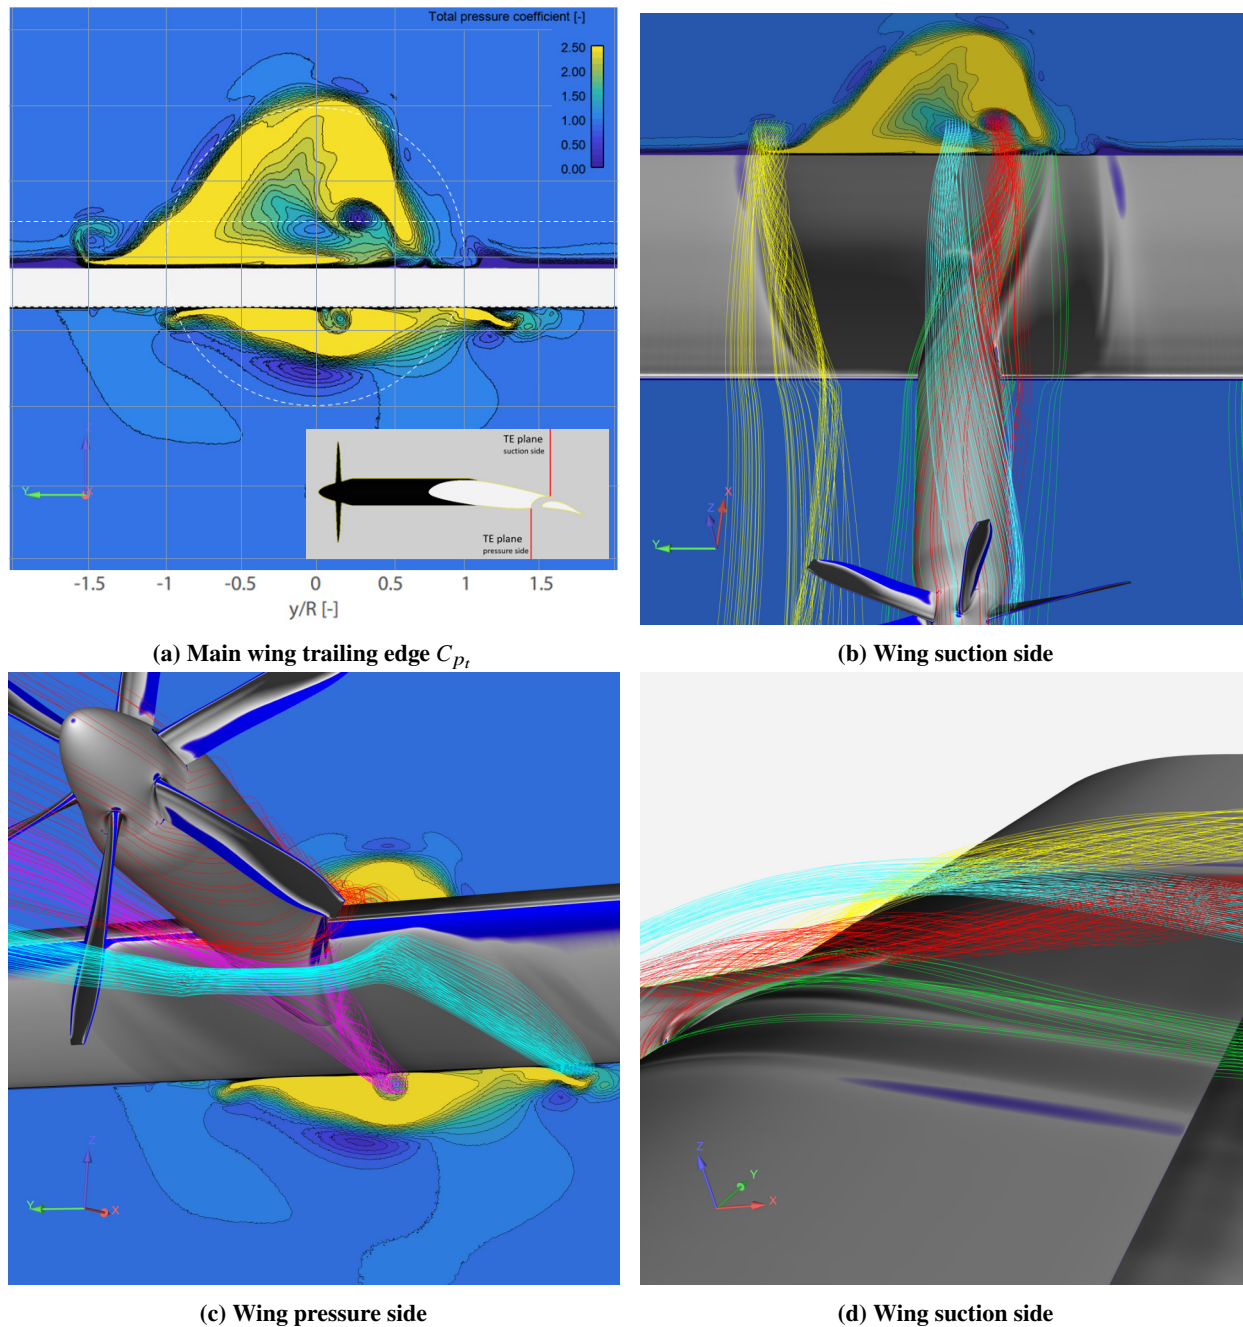 Total pressure coefficient [-]
2.50
2.00
1.50
1.00
0.50
0.00
TE plane
suction side
TE plane
pressure side
Y
X
-1.5
-1
-0.5
0
0.5
1
1.5
y/R [-]
(a) Main wing trailing edge C_{p_t}
X
Z
Y
(b) Wing suction side
Z
Y
X
(c) Wing pressure side
Z
Y
X
(d) Wing suction side